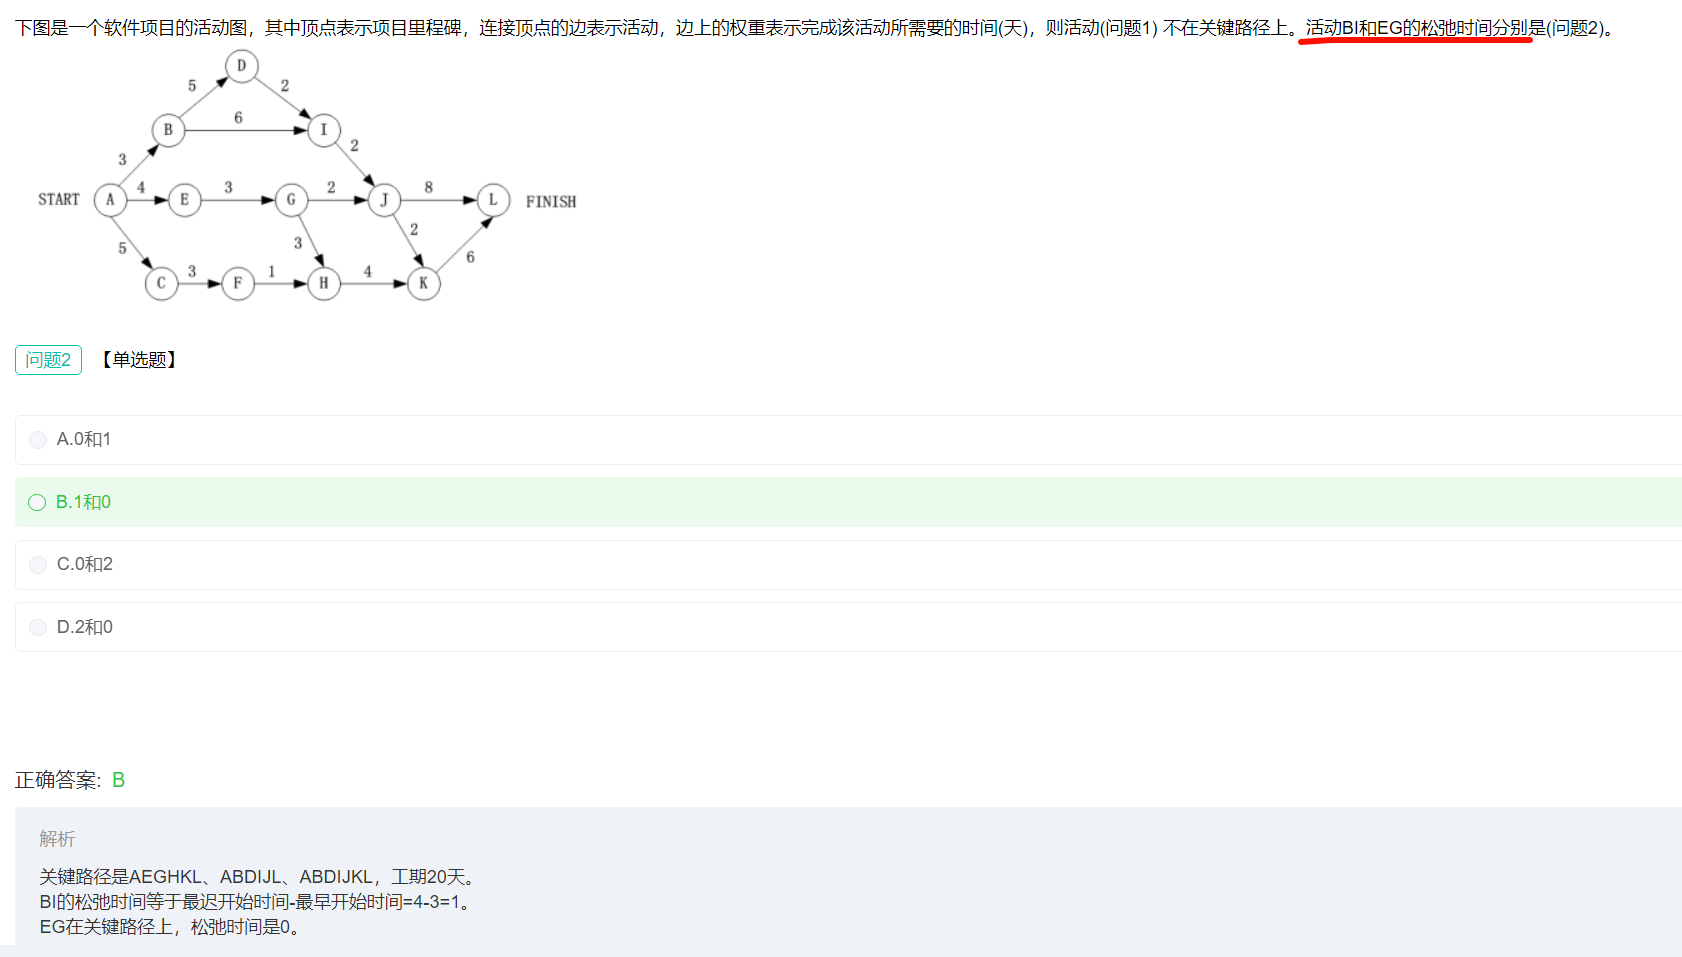 下图是一个软件项目的活动图，其中顶点表示项目里程碑，连接顶点的边表示活动，边上的权重表示完成该活动所需要的时间(天)，则活动(问题1) 不在关键路径上。活动BI和EG的松弛时间分别是(问题2)。
D
5
2
6
B
I
2
3
START
A
4
E
3
G
2
J
8
L
FINISH
5
3
2
6
C
3
F
1
H
4
K
问题2 【单选题】
A.0和1
B.1和0
C.0和2
D.2和0
正确答案: B
解析
关键路径是AEGHKL、ABDIJL、ABDIJKL，工期20天。
BI的松弛时间等于最迟开始时间-最早开始时间=4-3=1。
EG在关键路径上，松弛时间是0。